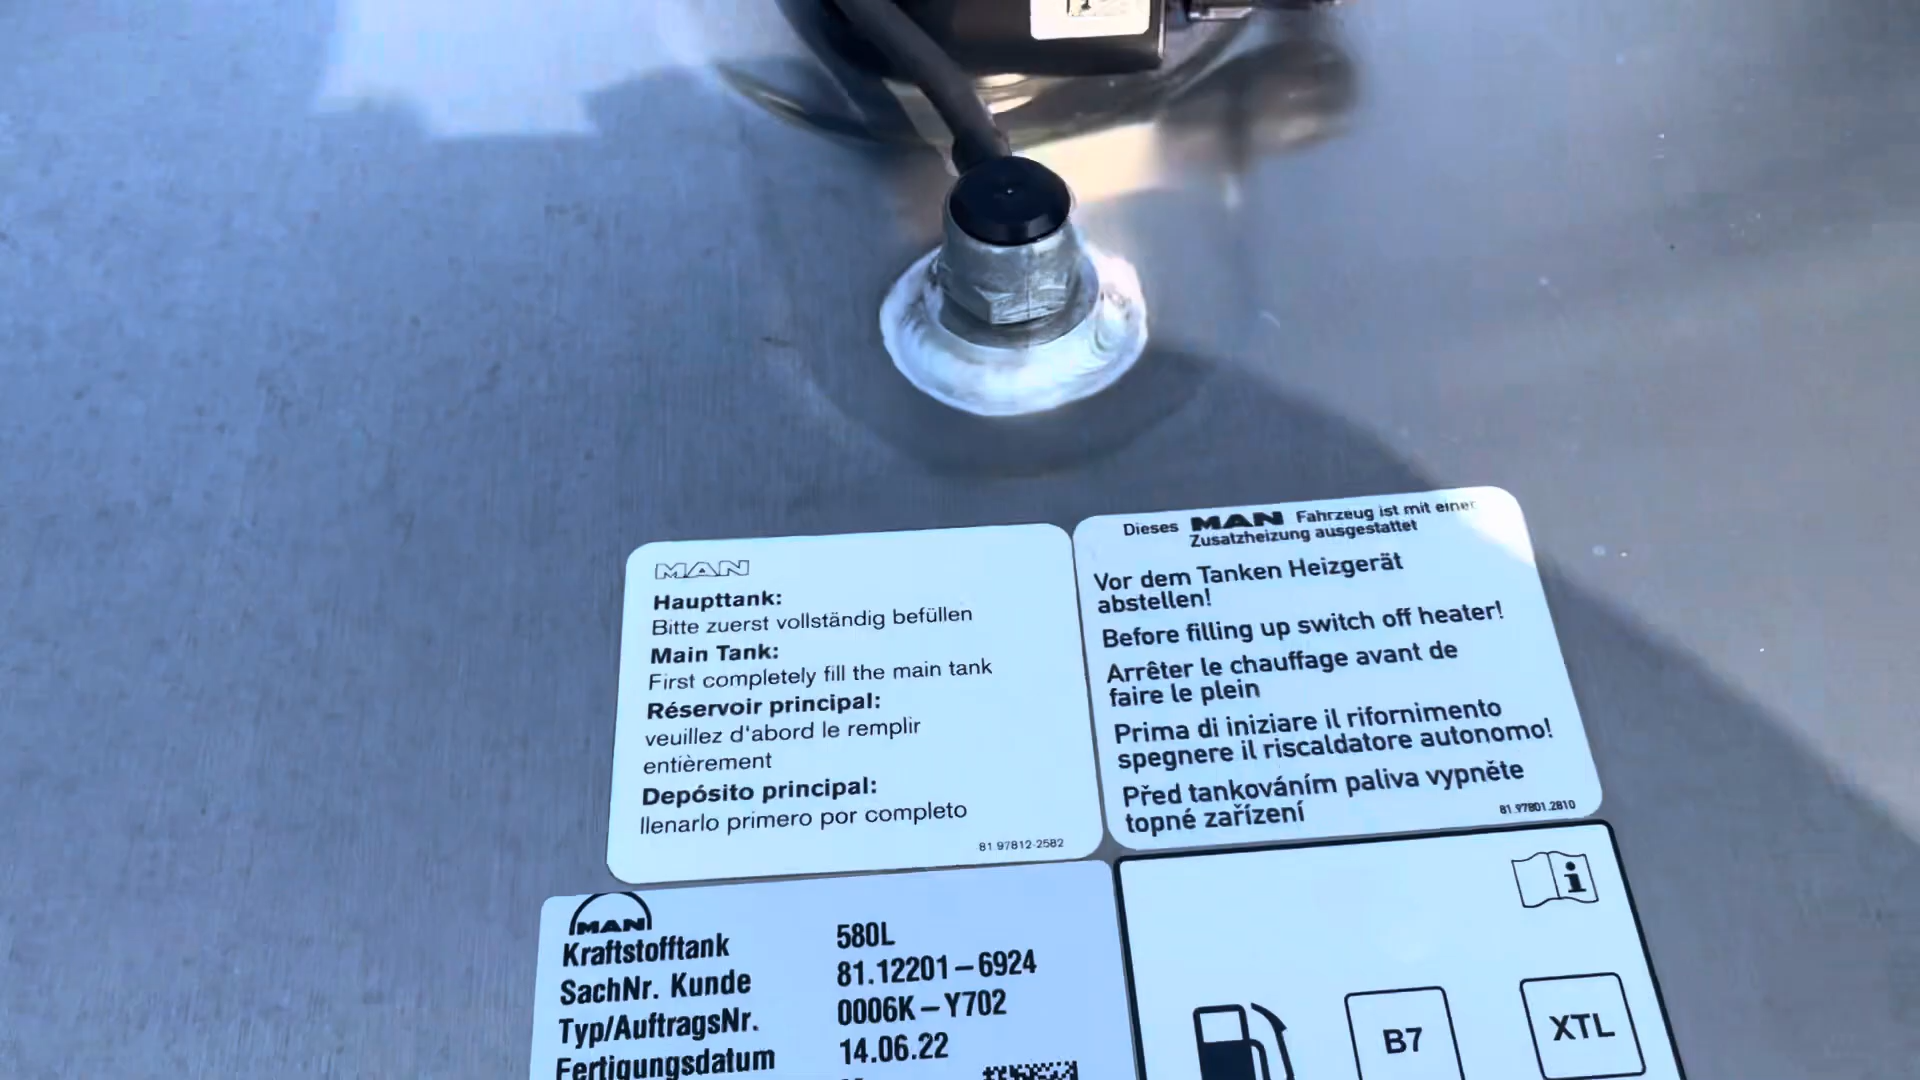 MAN
Haupttank:
Bitte zuerst vollständig befüllen
Main Tank:
First completely fill the main tank
Réservoir principal:
veuillez d'abord le remplir
entièrement
Depósito principal:
llenarlo primero por completo
81.97812-2582
Dieses MAN Fahrzeug ist mit einer
Zusatzheizung ausgestattet
Vor dem Tanken Heizgerät
abstellen!
Before filling up switch off heater!
Arrêter le chauffage avant de
faire le plein
Prima di iniziare il rifornimento
spegnere il riscaldatore autonomo!
Před tankováním paliva vypněte
topné zařízení
81.97801.2810
MAN
Kraftstofftank 580L
SachNr. Kunde 81.12201-6924
Typ/AuftragsNr. 0006K-Y702
Fertigungsdatum 14.06.22
i
B7
XTL